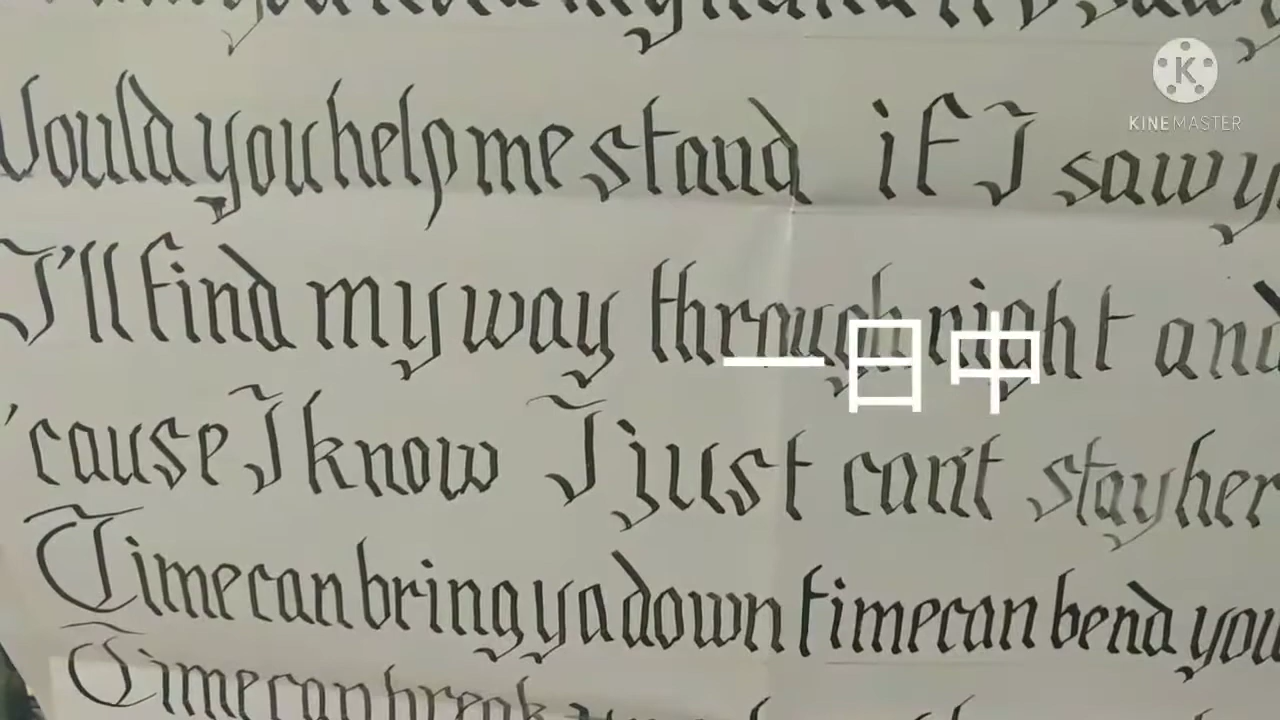 KINEMASTER
Would you help me stand if I saw y
I'll find my way through night and
'cause I know I just can't stay her
Time can bring ya down time can bend you
Time can break
一日中